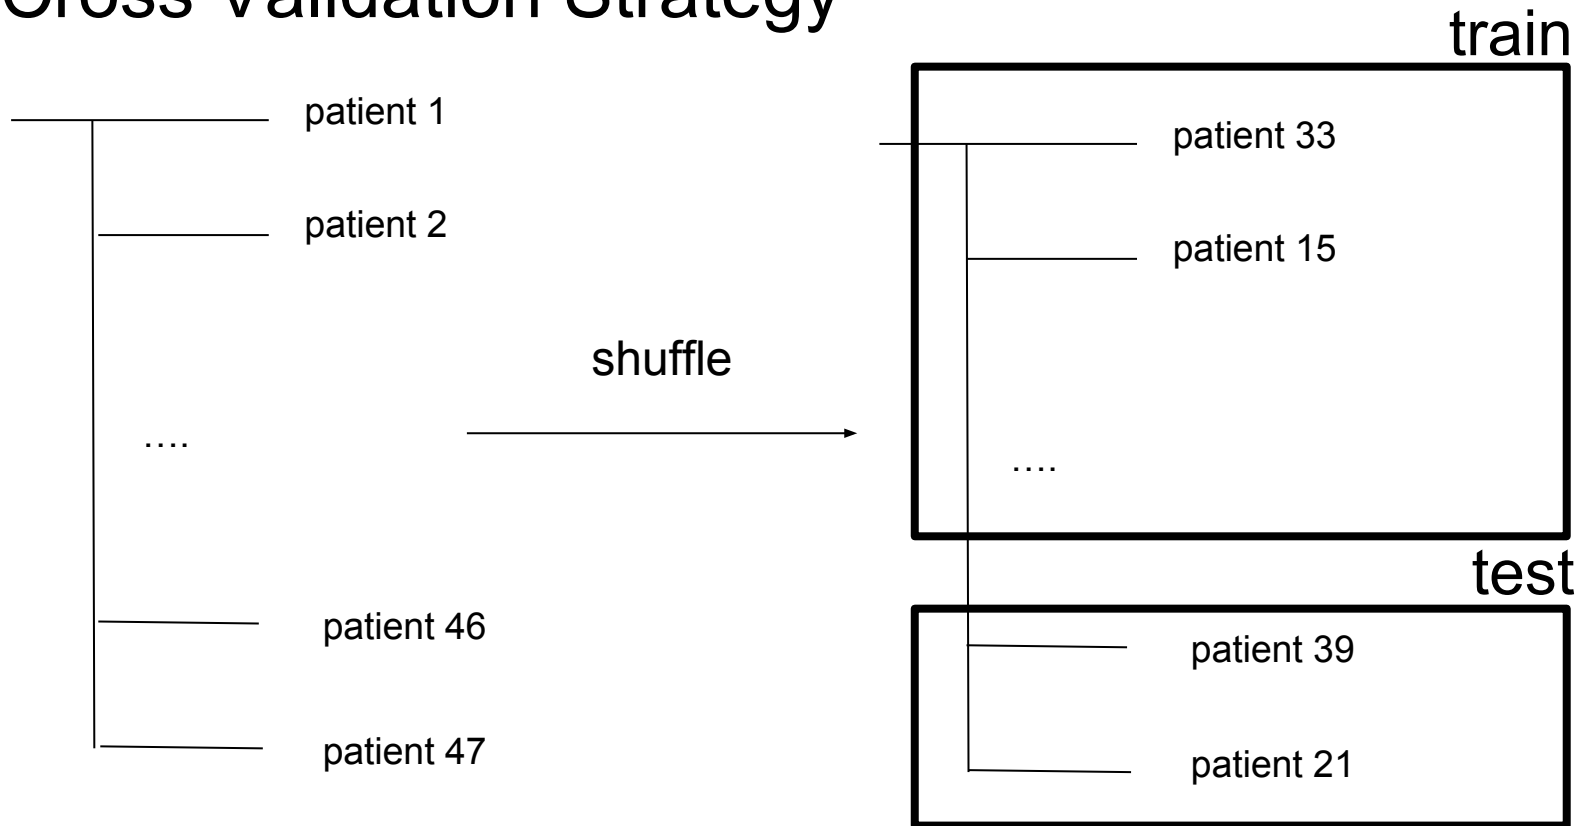 Cross Validation Strategy
train
patient 1
patient 2
....
patient 46
patient 47
shuffle
patient 33
patient 15
....
test
patient 39
patient 21